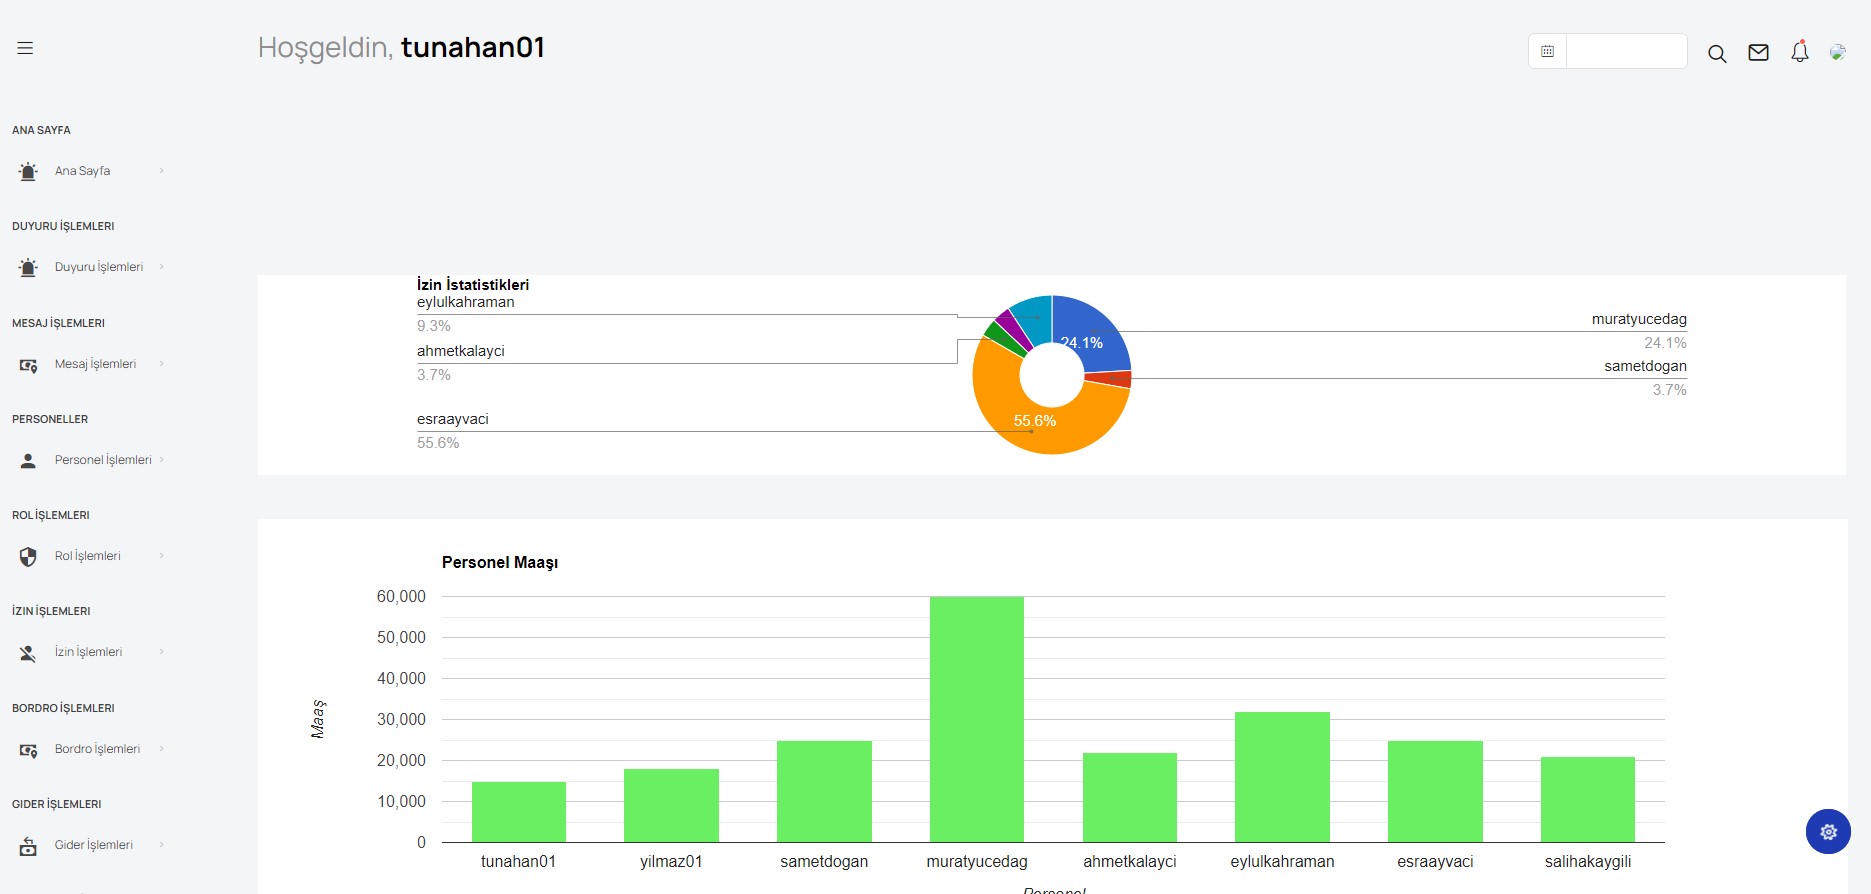 Hoşgeldin, tunahan01
ANA SAYFA
Ana Sayfa
DUYURU İŞLEMLERI
Duyuru İşlemleri
MESAJ İŞLEMLERI
Mesaj İşlemleri
PERSONELLER
Personel İşlemleri
ROL İŞLEMLERI
Rol İşlemleri
İZIN İŞLEMLERI
İzin İşlemleri
BORDRO İŞLEMLERI
Bordro İşlemleri
GIDER İŞLEMLERI
Gider İşlemleri
İzin İstatistikleri
eylulkahraman
9.3%
ahmetkalayci
3.7%
esraayvaci
55.6%
24.1%
55.6%
muratyucedag
24.1%
sametdogan
3.7%
Personel Maaşı
Maaş
60,000
50,000
40,000
30,000
20,000
10,000
0
tunahan01 yilmaz01 sametdogan muratyucedag ahmetkalayci eylulkahraman esraayvaci salihakaygili
Personel